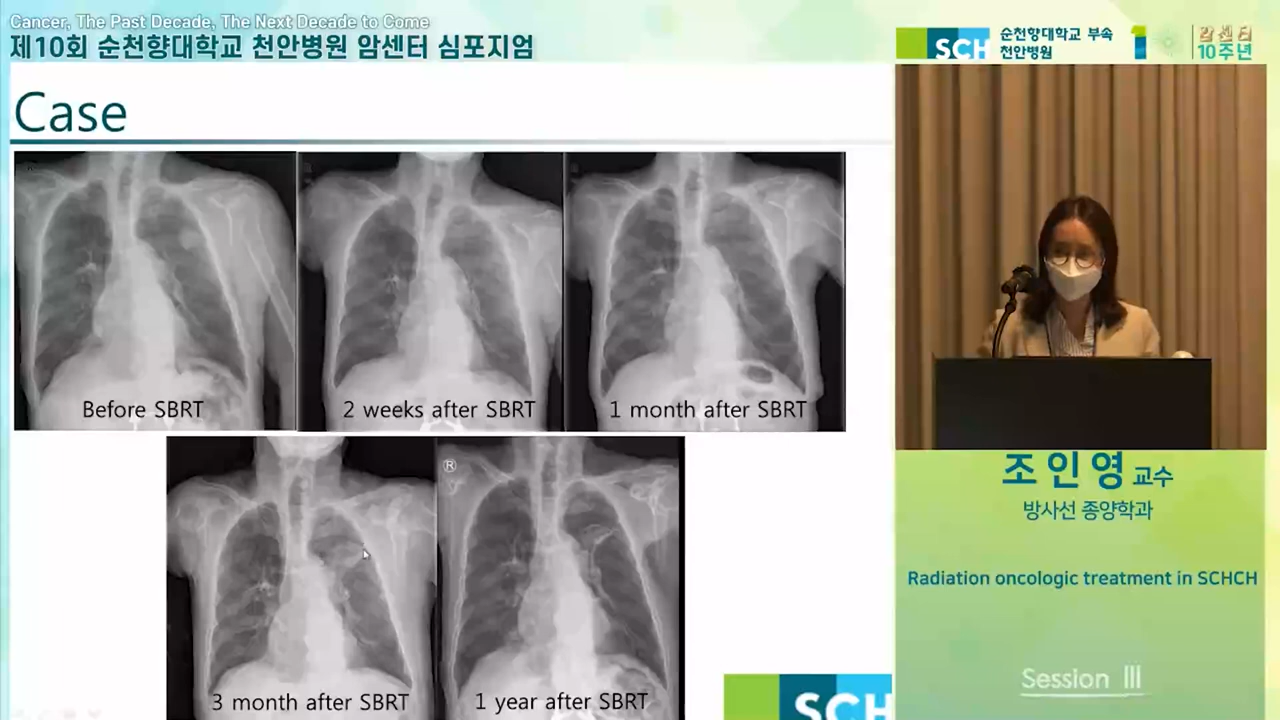 Cancer, The Past Decade, The Next Decade to Come
제10회 순천향대학교 천안병원 암센터 심포지엄
SCH
순천향대학교 부속
천안병원
암센터
10주년
Case
Before SBRT
2 weeks after SBRT
1 month after SBRT
R
3 month after SBRT
1 year after SBRT
SCH
조인영 교수
방사선 종양학과
Radiation oncologic treatment in SCHCH
Session Ⅲ